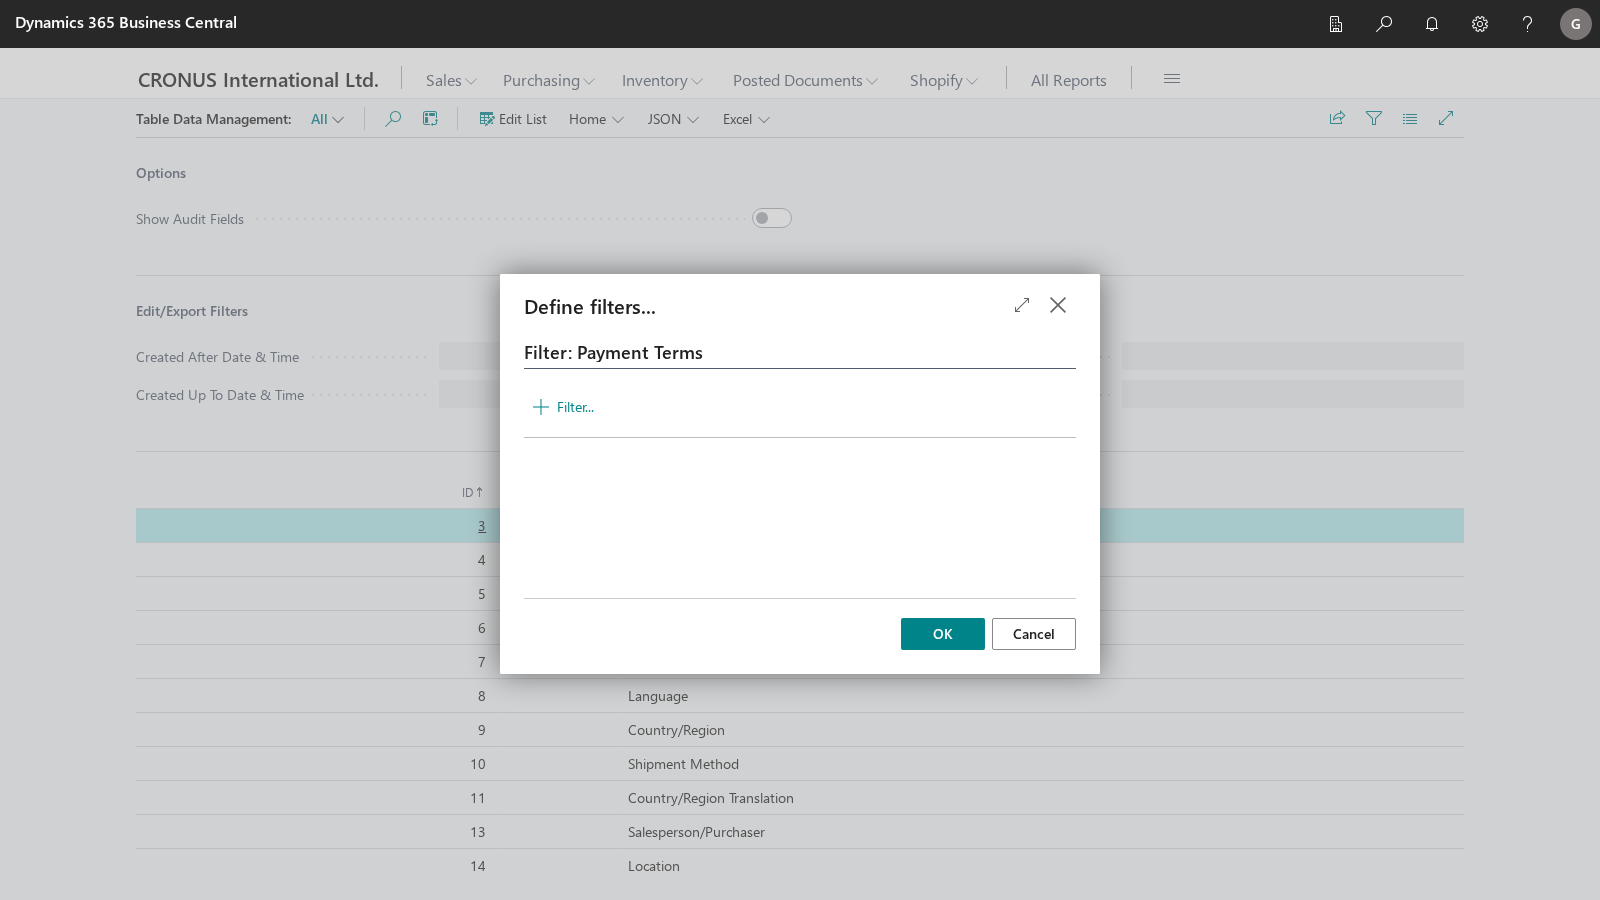 Dynamics 365 Business Central
G
CRONUS International Ltd.
Sales
Purchasing
Inventory
Posted Documents
Shopify
All Reports
Table Data Management:
All
Edit List
Home
JSON
Excel
Options
Show Audit Fields
Edit/Export Filters
Created After Date & Time
Created Up To Date & Time
Define filters...
Filter: Payment Terms
Filter...
OK
Cancel
ID
3
4
5
6
7
8 Language
9 Country/Region
10 Shipment Method
11 Country/Region Translation
13 Salesperson/Purchaser
14 Location